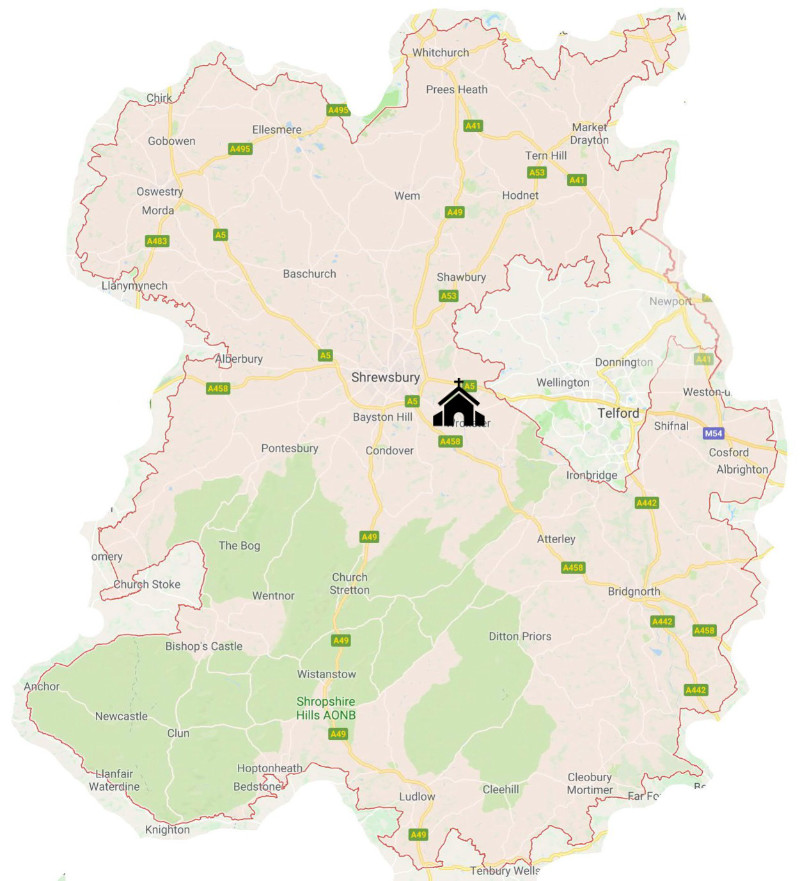 M
Whitchurch
Chirk
Prees Heath
A495
Ellesmere
A41
Market
Drayton
Gobowen
A495
Tern Hill
A53
A41
Oswestry
Wem
Hodnet
Morda
A49
A5
A483
Baschurch
Shawbury
Llanymynech
A53
Newport
Alberbury
A5
A41
Donnington
Shrewsbury
Wellington
A458
A5
Weston-u
A5
Telford
Bayston Hill
Shifnal
A458
M54
Pontesbury
Condover
Cosford
Albrighton
Ironbridge
A442
A49
Atterley
The Bog
omery
A458
Church Stoke
Church
Stretton
Wentnor
Bridgnorth
A442
A458
A49
Ditton Priors
Bishop's Castle
Wistanstow
Anchor
A442
Shropshire
Hills AONB
Newcastle
Clun
A49
Hoptonheath
Llanfair
Waterdine
Bedstone
Cleobury
Mortimer
Cleehill
Ludlow
Far Fo
Knighton
A49
Tenbury Wells